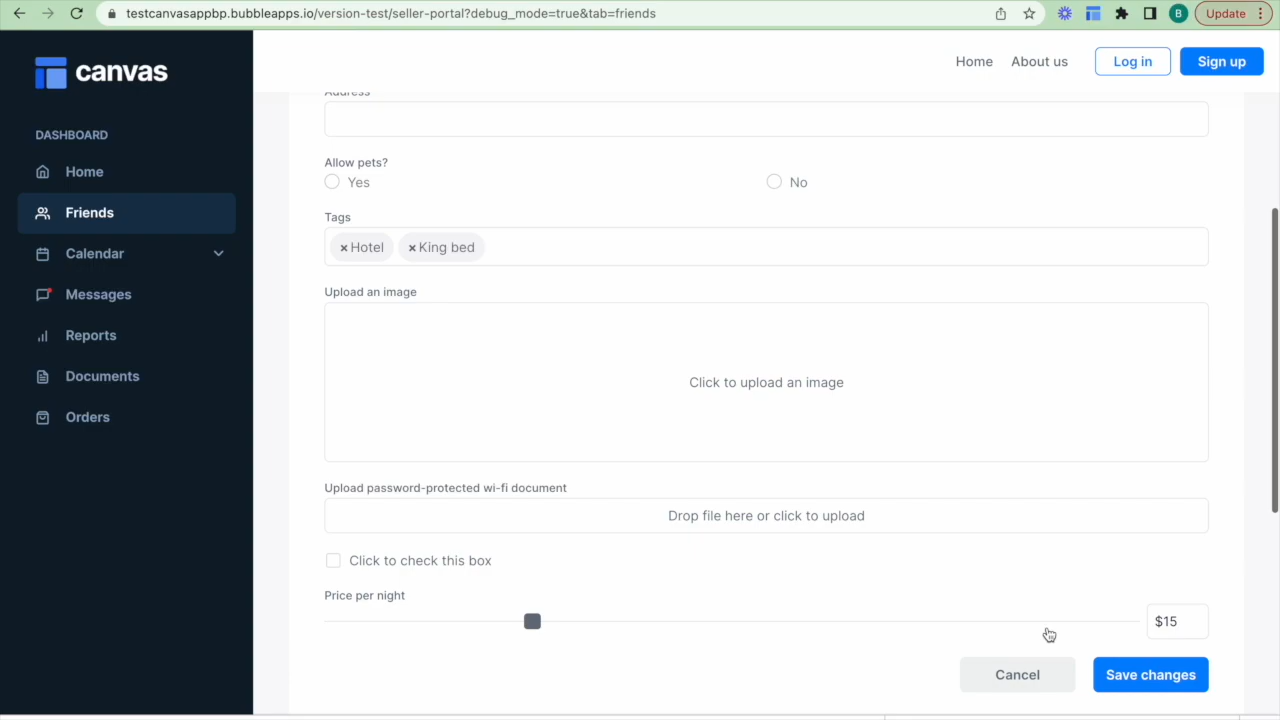 testcanvasappbp.bubbleapps.io/version-test/seller-portal?debug_mode=true&tab=friends
B
Update
canvas
Home
About us
Log in
Sign up
DASHBOARD
Home
Friends
Calendar
Messages
Reports
Documents
Orders
Address
Allow pets?
Yes
No
Tags
× Hotel
× King bed
Upload an image
Click to upload an image
Upload password-protected wi-fi document
Drop file here or click to upload
Click to check this box
Price per night
$15
Cancel
Save changes